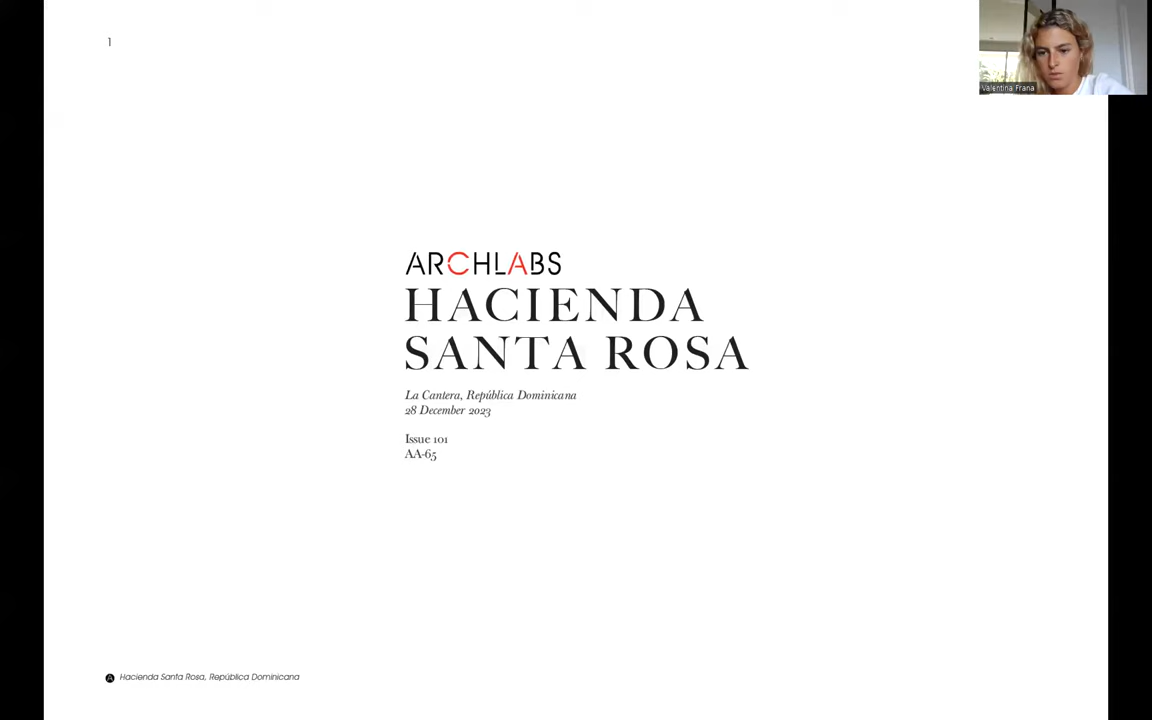 1
Valentina Frana
ARCHLABS
HACIENDA
SANTA ROSA
La Cantera, República Dominicana
28 December 2023
Issue 101
AA-65
A Hacienda Santa Rosa, República Dominicana